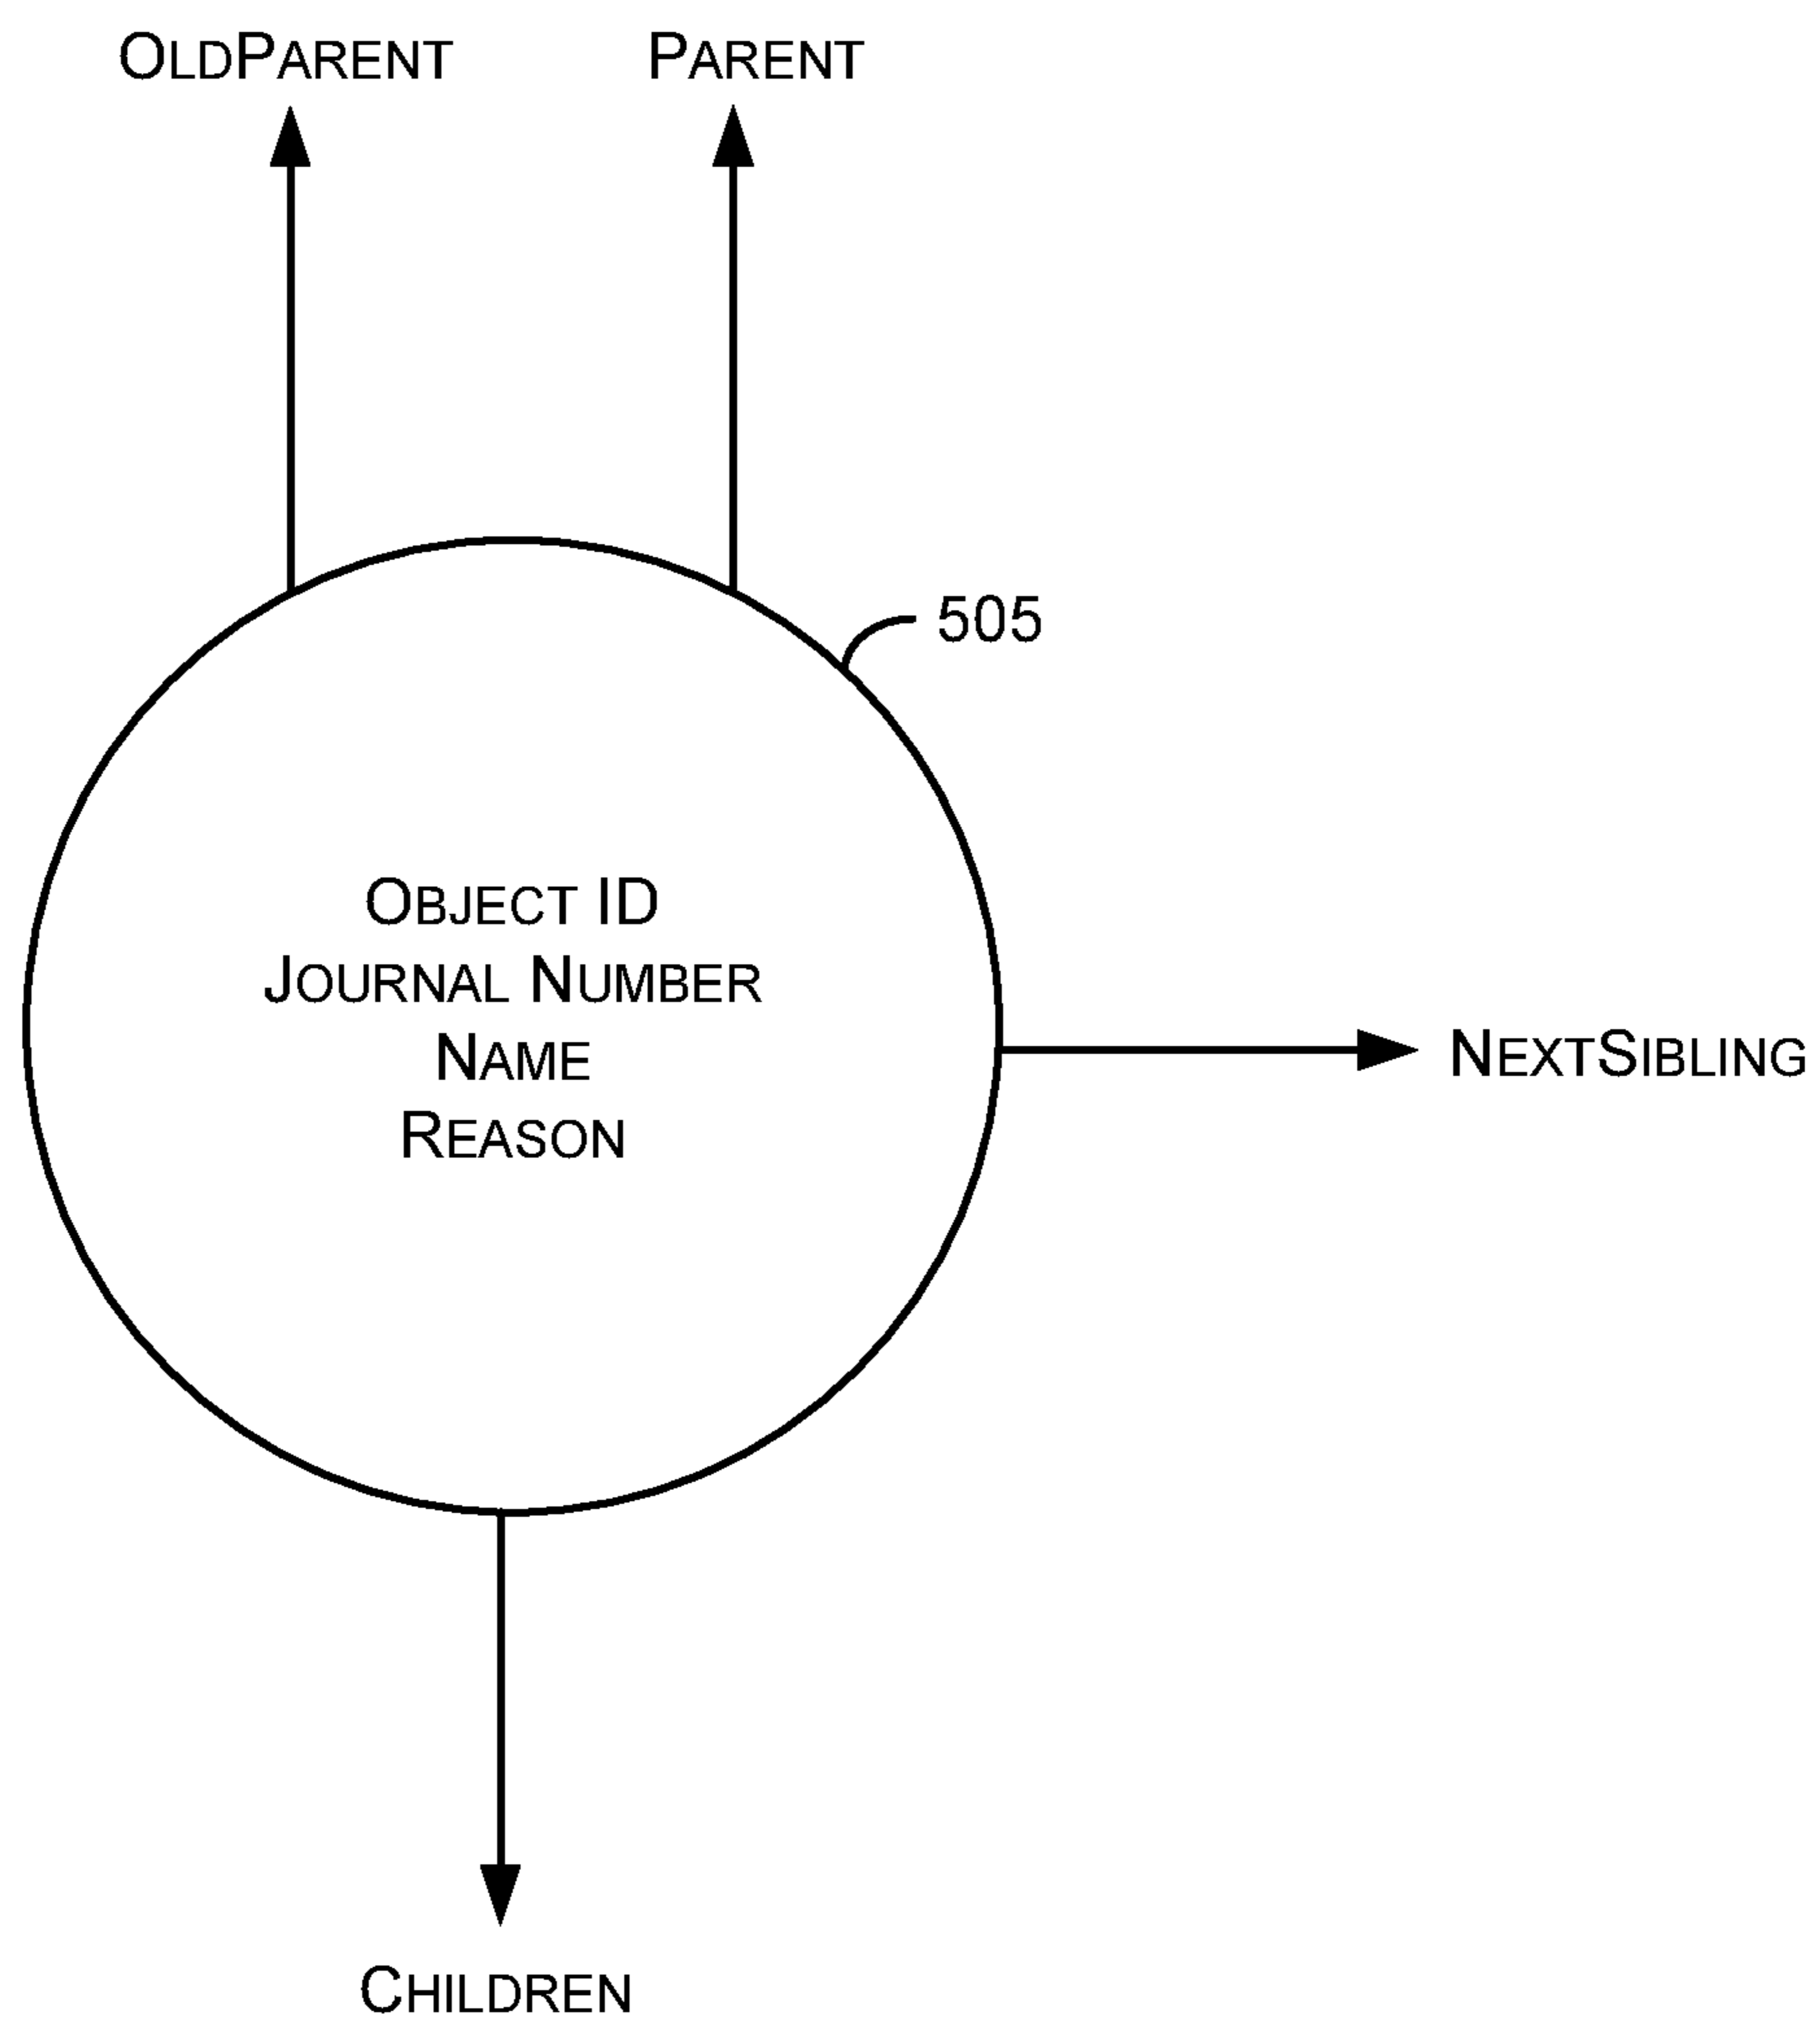 OLDPARENT PARENT
505
OBJECT ID
JOURNAL NUMBER
NAME
REASON
NEXTSIBLING
CHILDREN